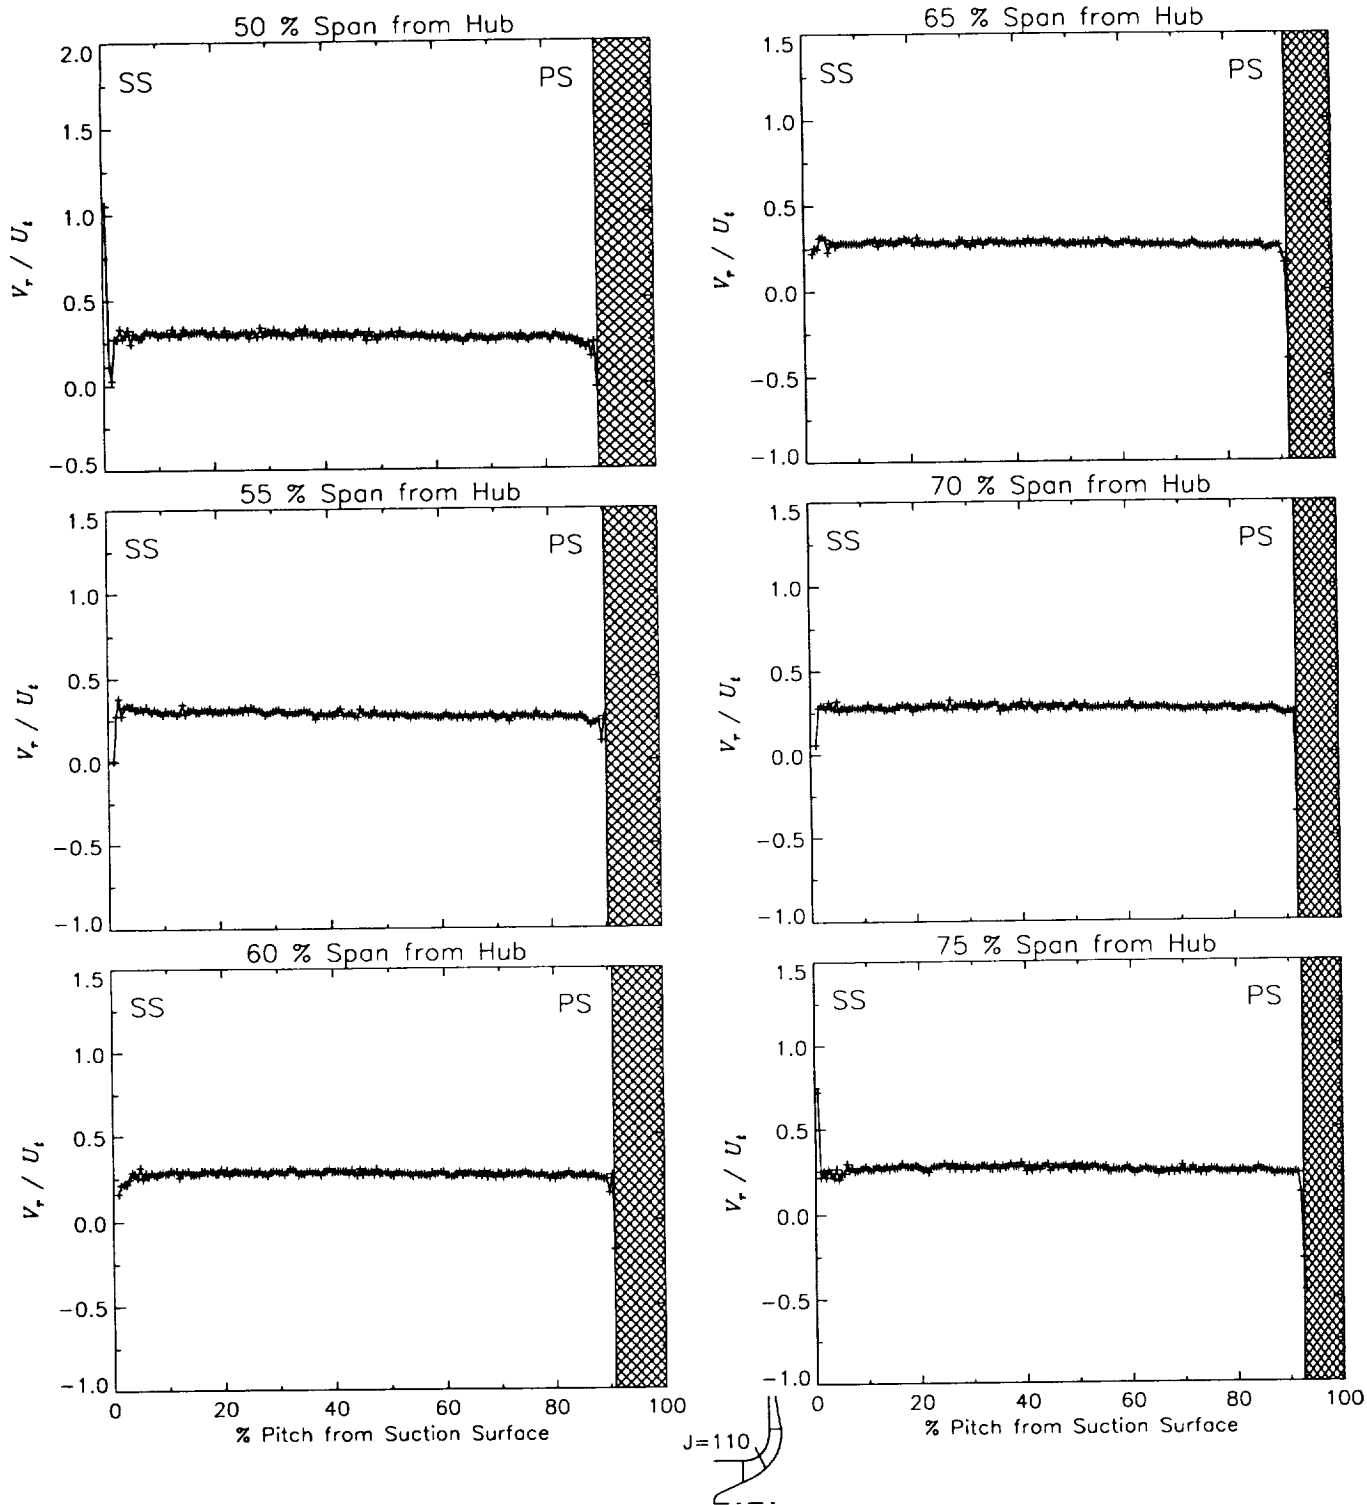 50 % Span from Hub
2.0
1.5
1.0
0.5
0.0
−0.5
SS
PS
V_r / U_t
55 % Span from Hub
1.5
1.0
0.5
0.0
−0.5
−1.0
SS
PS
V_r / U_t
60 % Span from Hub
1.5
1.0
0.5
0.0
−0.5
−1.0
SS
PS
V_r / U_t
0 20 40 60 80 100
% Pitch from Suction Surface
65 % Span from Hub
1.5
1.0
0.5
0.0
−0.5
−1.0
SS
PS
V_r / U_t
70 % Span from Hub
1.5
1.0
0.5
0.0
−0.5
−1.0
SS
PS
V_r / U_t
75 % Span from Hub
1.5
1.0
0.5
0.0
−0.5
−1.0
SS
PS
V_r / U_t
0 20 40 60 80 100
% Pitch from Suction Surface
J=110